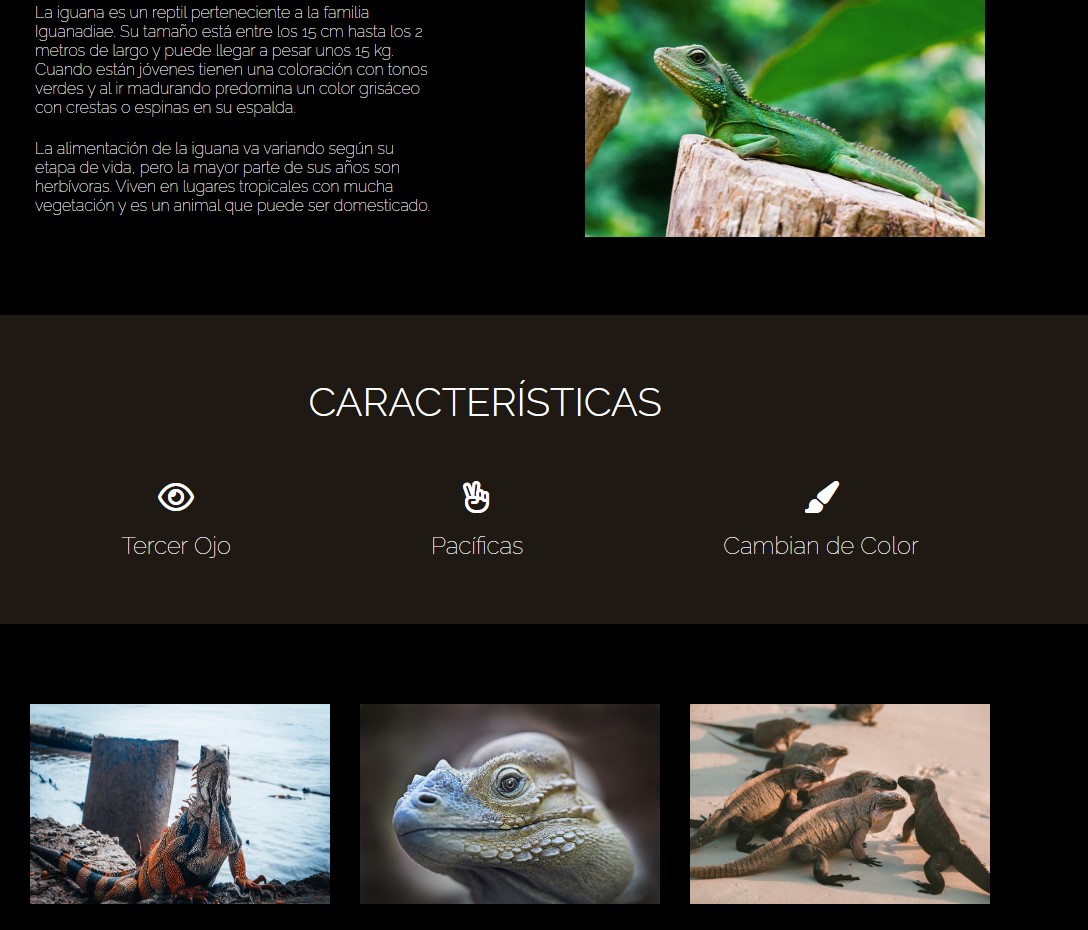 La iguana es un reptil perteneciente a la familia
Iguanadiae. Su tamaño está entre los 15 cm hasta los 2
metros de largo y puede llegar a pesar unos 15 kg.
Cuando están jóvenes tienen una coloración con tonos
verdes y al ir madurando predomina un color grisáceo
con crestas o espinas en su espalda.
La alimentación de la iguana va variando según su
etapa de vida, pero la mayor parte de sus años son
herbívoras. Viven en lugares tropicales con mucha
vegetación y es un animal que puede ser domesticado.
CARACTERÍSTICAS
Tercer Ojo
Pacíficas
Cambian de Color